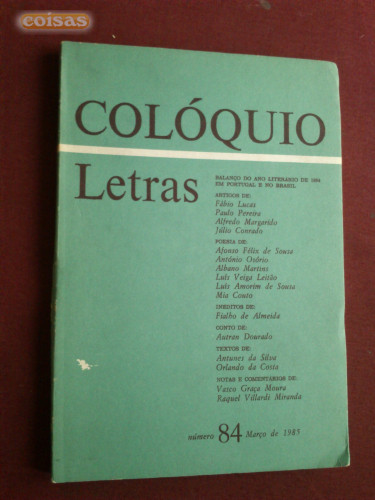 coisas
COLÓQUIO
Letras
BALANÇO DO ANO LITERÁRIO DE 1984
EM PORTUGAL E NO BRASIL
ARTIGOS DE:
Fábio Lucas
Paulo Pereira
Alfredo Margarido
Júlio Conrado
POESIA DE:
Afonso Félix de Sousa
António Osório
Albano Martins
Luís Veiga Leitão
Luís Amorim de Sousa
Mia Couto
INÉDITOS DE:
Fialho de Almeida
CONTO DE:
Autran Dourado
TEXTOS DE:
Antunes da Silva
Orlando da Costa
NOTAS E COMENTÁRIOS DE:
Vasco Graça Moura
Raquel Villardi Miranda
número 84 Março de 1985